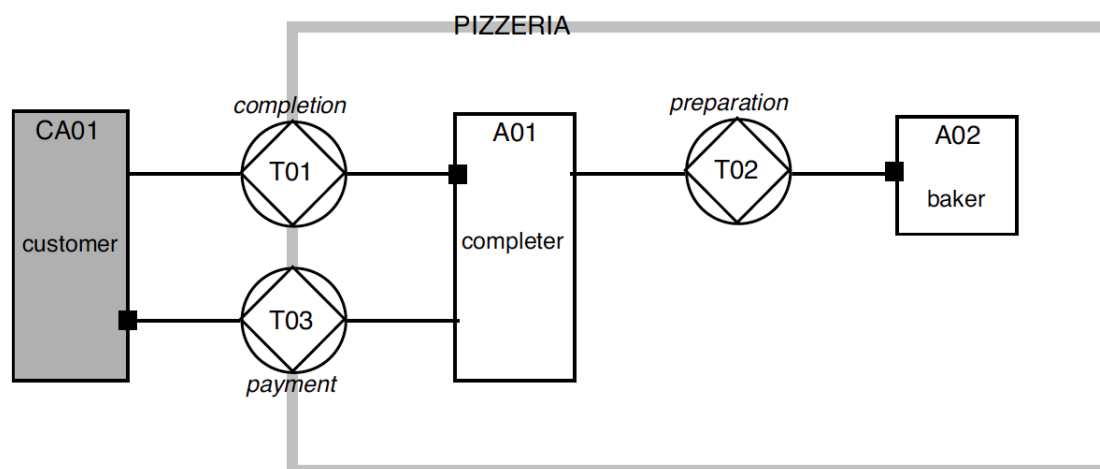 PIZZERIA
completion
preparation
CA01
A01
A02
T01
T02
baker
customer
completer
T03
payment